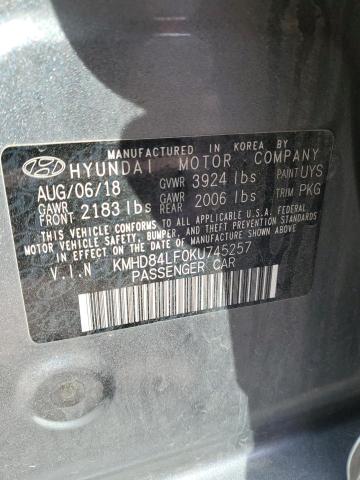 MANUFACTURED IN KOREA BY
HYUNDAI MOTOR COMPANY
AUG/06/18 GVWR 3924 lbs PAINT UYS
GAWR FRONT 2183 lbs GAWR REAR 2006 lbs TRIM PKG
THIS VEHICLE CONFORMS TO ALL APPLICABLE U.S.A. FEDERAL
MOTOR VEHICLE SAFETY, BUMPER, AND THEFT PREVENTION
STANDARDS IN EFFECT ON THE DATE OF MANUFACTURE SHOWN ABOVE.
V.I.N KMHD84LF0KU745257
PASSENGER CAR